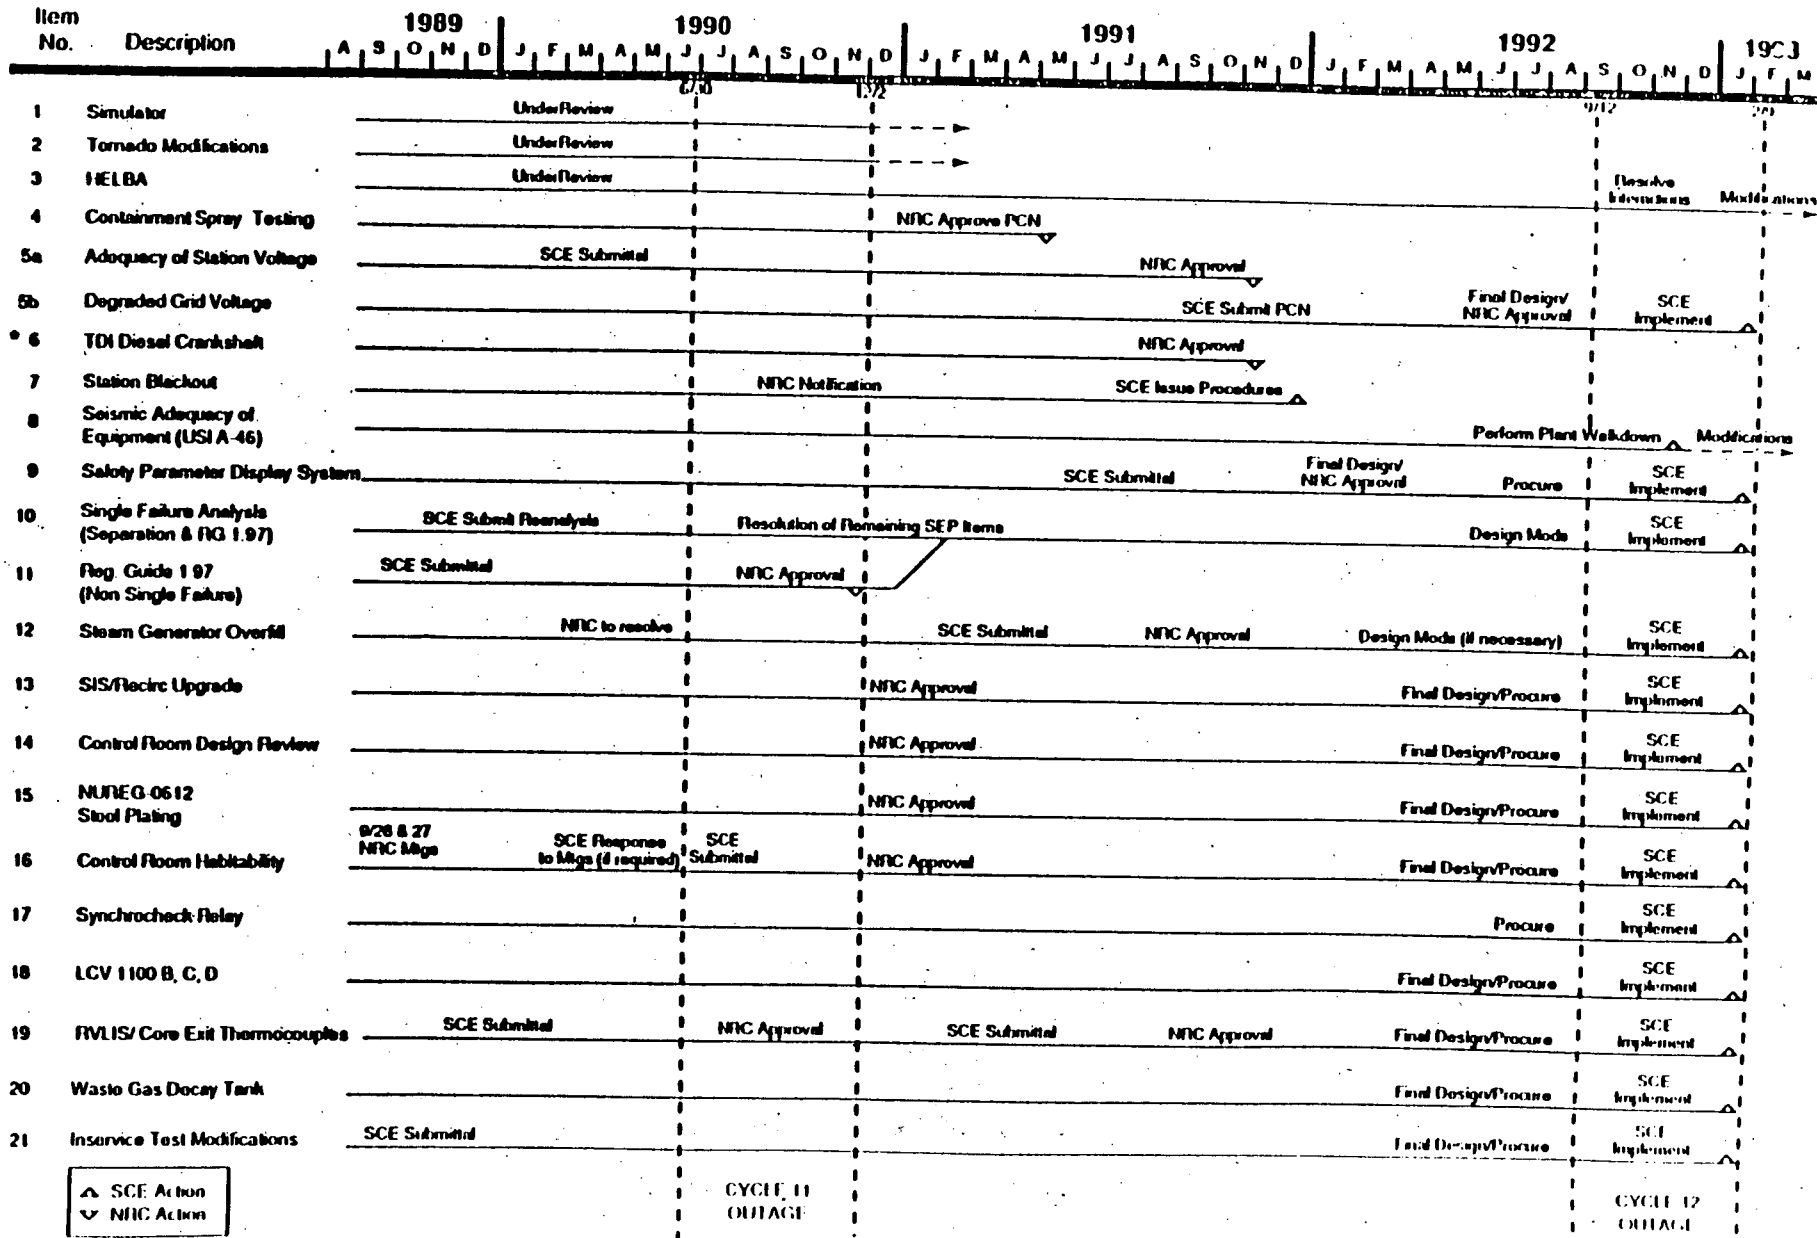 Item
No. Description
1989 1990 1991 1992
A S O N D J F M A M J J A S O N D J F M A M J J A S O N D J F M A M J J A S O N D J F M
9/12
1 Simulator UnderReview
2 Tornado Modifications UnderReview
3 HELBA UnderReview Resolve
Interactions Modifications
4 Containment Spray Testing NRC Approve PCN
5a Adequacy of Station Voltage SCE Submittal NRC Approval
5b Degraded Grid Voltage SCE Submit PCN Final Design/
NRC Approval SCE
Implement
* 6 TDI Diesel Crankshaft NRC Approval
7 Station Blackout NRC Notification SCE Issue Procedures
8 Seismic Adequacy of
Equipment (USI A-46) Perform Plant Walkdown Modifications
9 Safety Parameter Display System SCE Submittal Final Design/
NRC Approval Procure SCE
Implement
10 Single Failure Analysis
(Separation & RG 1.97) SCE Submit Reanalysis Resolution of Remaining SEP Items Design Mods SCE
Implement
11 Reg. Guide 1.97
(Non Single Failure) SCE Submittal NRC Approval
12 Steam Generator Overfill NRC to resolve SCE Submittal NRC Approval Design Mods (if necessary) SCE
Implement
13 SIS/Recirc Upgrade NRC Approval Final Design/Procure SCE
Implement
14 Control Room Design Review NRC Approval Final Design/Procure SCE
Implement
15 NUREG-0612
Steel Plating NRC Approval Final Design/Procure SCE
Implement
9/26 & 27
NRC Mtgs
16 Control Room Habitability SCE Response
to Mtgs (if required) SCE
Submittal NRC Approval Final Design/Procure SCE
Implement
17 Synchrocheck Relay Procure SCE
Implement
18 LCV 1100 B, C, D Final Design/Procure SCE
Implement
19 RVLIS/ Core Exit Thermocouples SCE Submittal NRC Approval SCE Submittal NRC Approval Final Design/Procure SCE
Implement
20 Waste Gas Decay Tank Final Design/Procure SCE
Implement
21 Inservice Test Modifications SCE Submittal Final Design/Procure SCE
Implement
SCE Action
NRC Action
CYCLE 11
OUTAGE
CYCLE 12
OUTAGE